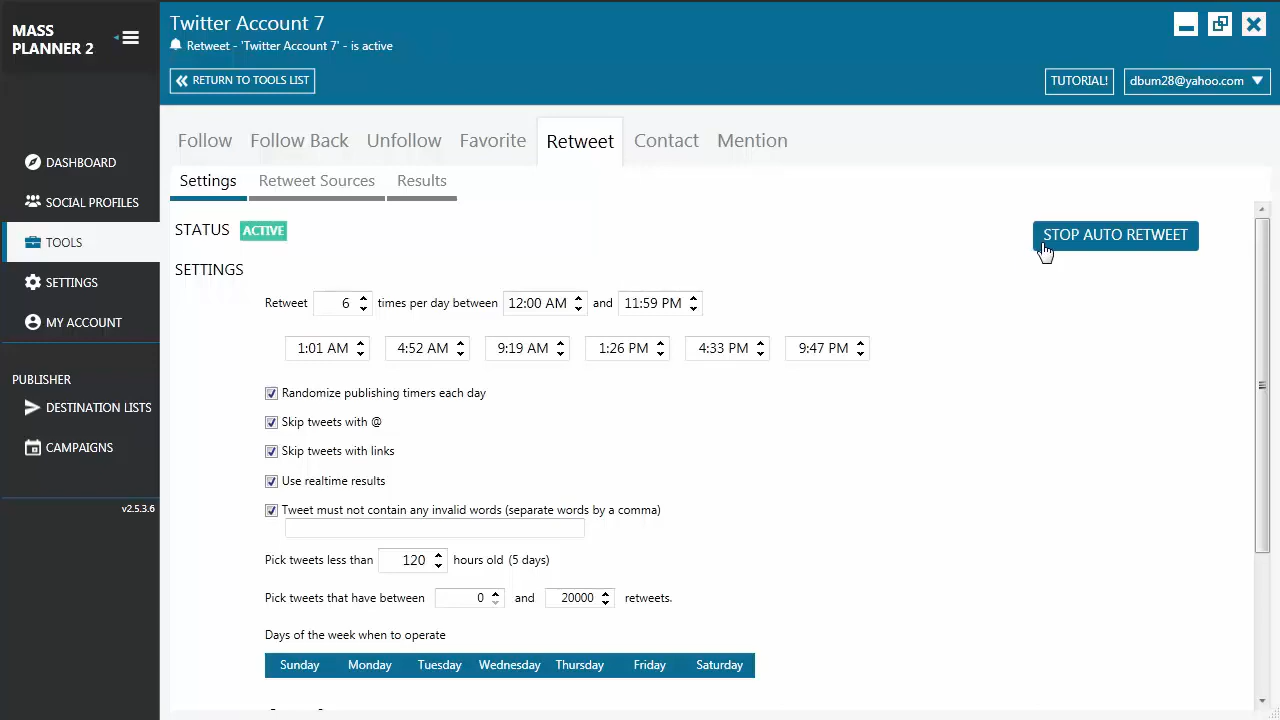 MASS
PLANNER 2
DASHBOARD
SOCIAL PROFILES
TOOLS
SETTINGS
MY ACCOUNT
PUBLISHER
DESTINATION LISTS
CAMPAIGNS
v2.5.3.6
Twitter Account 7
Retweet - 'Twitter Account 7' - is active
RETURN TO TOOLS LIST
TUTORIAL!
dbum28@yahoo.com
Follow Follow Back Unfollow Favorite Retweet Contact Mention
Settings Retweet Sources Results
STATUS ACTIVE
STOP AUTO RETWEET
SETTINGS
Retweet 6 times per day between 12:00 AM and 11:59 PM
1:01 AM 4:52 AM 9:19 AM 1:26 PM 4:33 PM 9:47 PM
Randomize publishing timers each day
Skip tweets with @
Skip tweets with links
Use realtime results
Tweet must not contain any invalid words (separate words by a comma)
Pick tweets less than 120 hours old (5 days)
Pick tweets that have between 0 and 20000 retweets.
Days of the week when to operate
Sunday Monday Tuesday Wednesday Thursday Friday Saturday